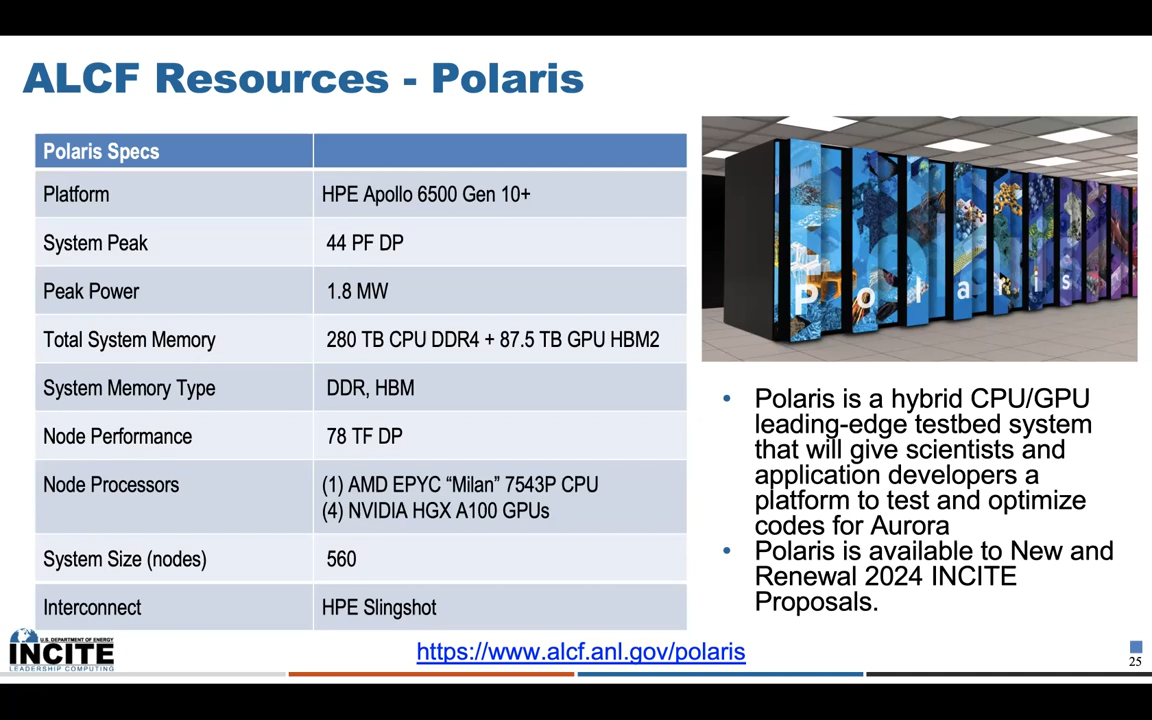 ALCF Resources - Polaris
Polaris Specs
Platform HPE Apollo 6500 Gen 10+
System Peak 44 PF DP
Peak Power 1.8 MW
Total System Memory 280 TB CPU DDR4 + 87.5 TB GPU HBM2
System Memory Type DDR, HBM
Node Performance 78 TF DP
Node Processors (1) AMD EPYC “Milan” 7543P CPU
(4) NVIDIA HGX A100 GPUs
System Size (nodes) 560
Interconnect HPE Slingshot
Polaris
• Polaris is a hybrid CPU/GPU
leading-edge testbed system
that will give scientists and
application developers a
platform to test and optimize
codes for Aurora
• Polaris is available to New and
Renewal 2024 INCITE
Proposals.
U.S. DEPARTMENT OF ENERGY
INCITE
LEADERSHIP COMPUTING
https://www.alcf.anl.gov/polaris
25